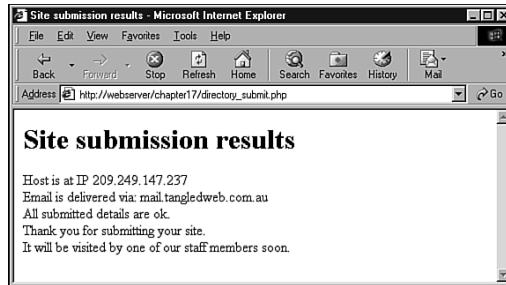 Site submission results - Microsoft Internet Explorer
File Edit View Favorites Tools Help
Back Forward Stop Refresh Home Search Favorites History Mail »
Address http://webserver/chapter17/directory_submit.php Go
Site submission results
Host is at IP 209.249.147.237
Email is delivered via: mail.tangledweb.com.au
All submitted details are ok.
Thank you for submitting your site.
It will be visited by one of our staff members soon.